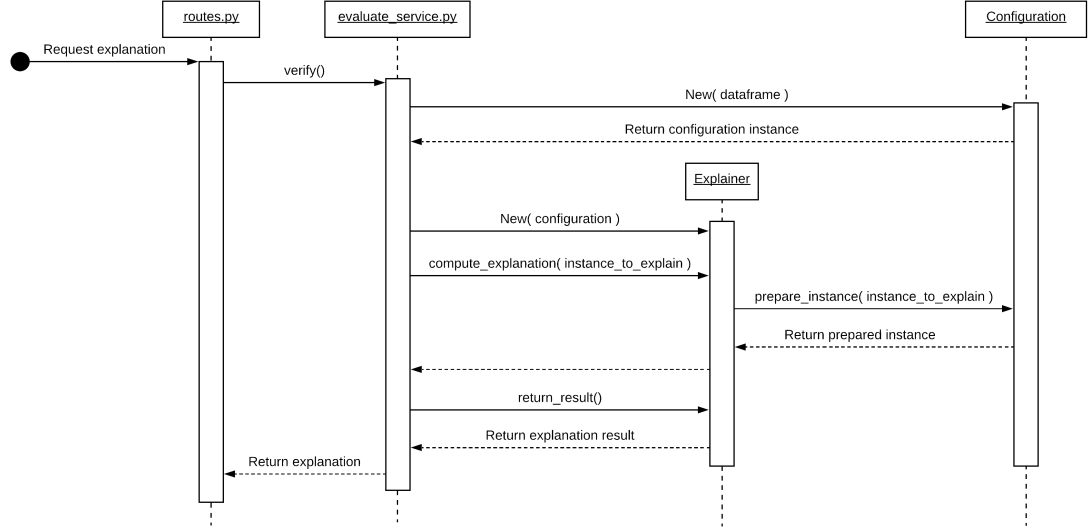 routes.py
evaluate_service.py
Configuration
Request explanation
verify()
New( dataframe )
Return configuration instance
Explainer
New( configuration )
compute_explanation( instance_to_explain )
prepare_instance( instance_to_explain )
Return prepared instance
return_result()
Return explanation result
Return explanation